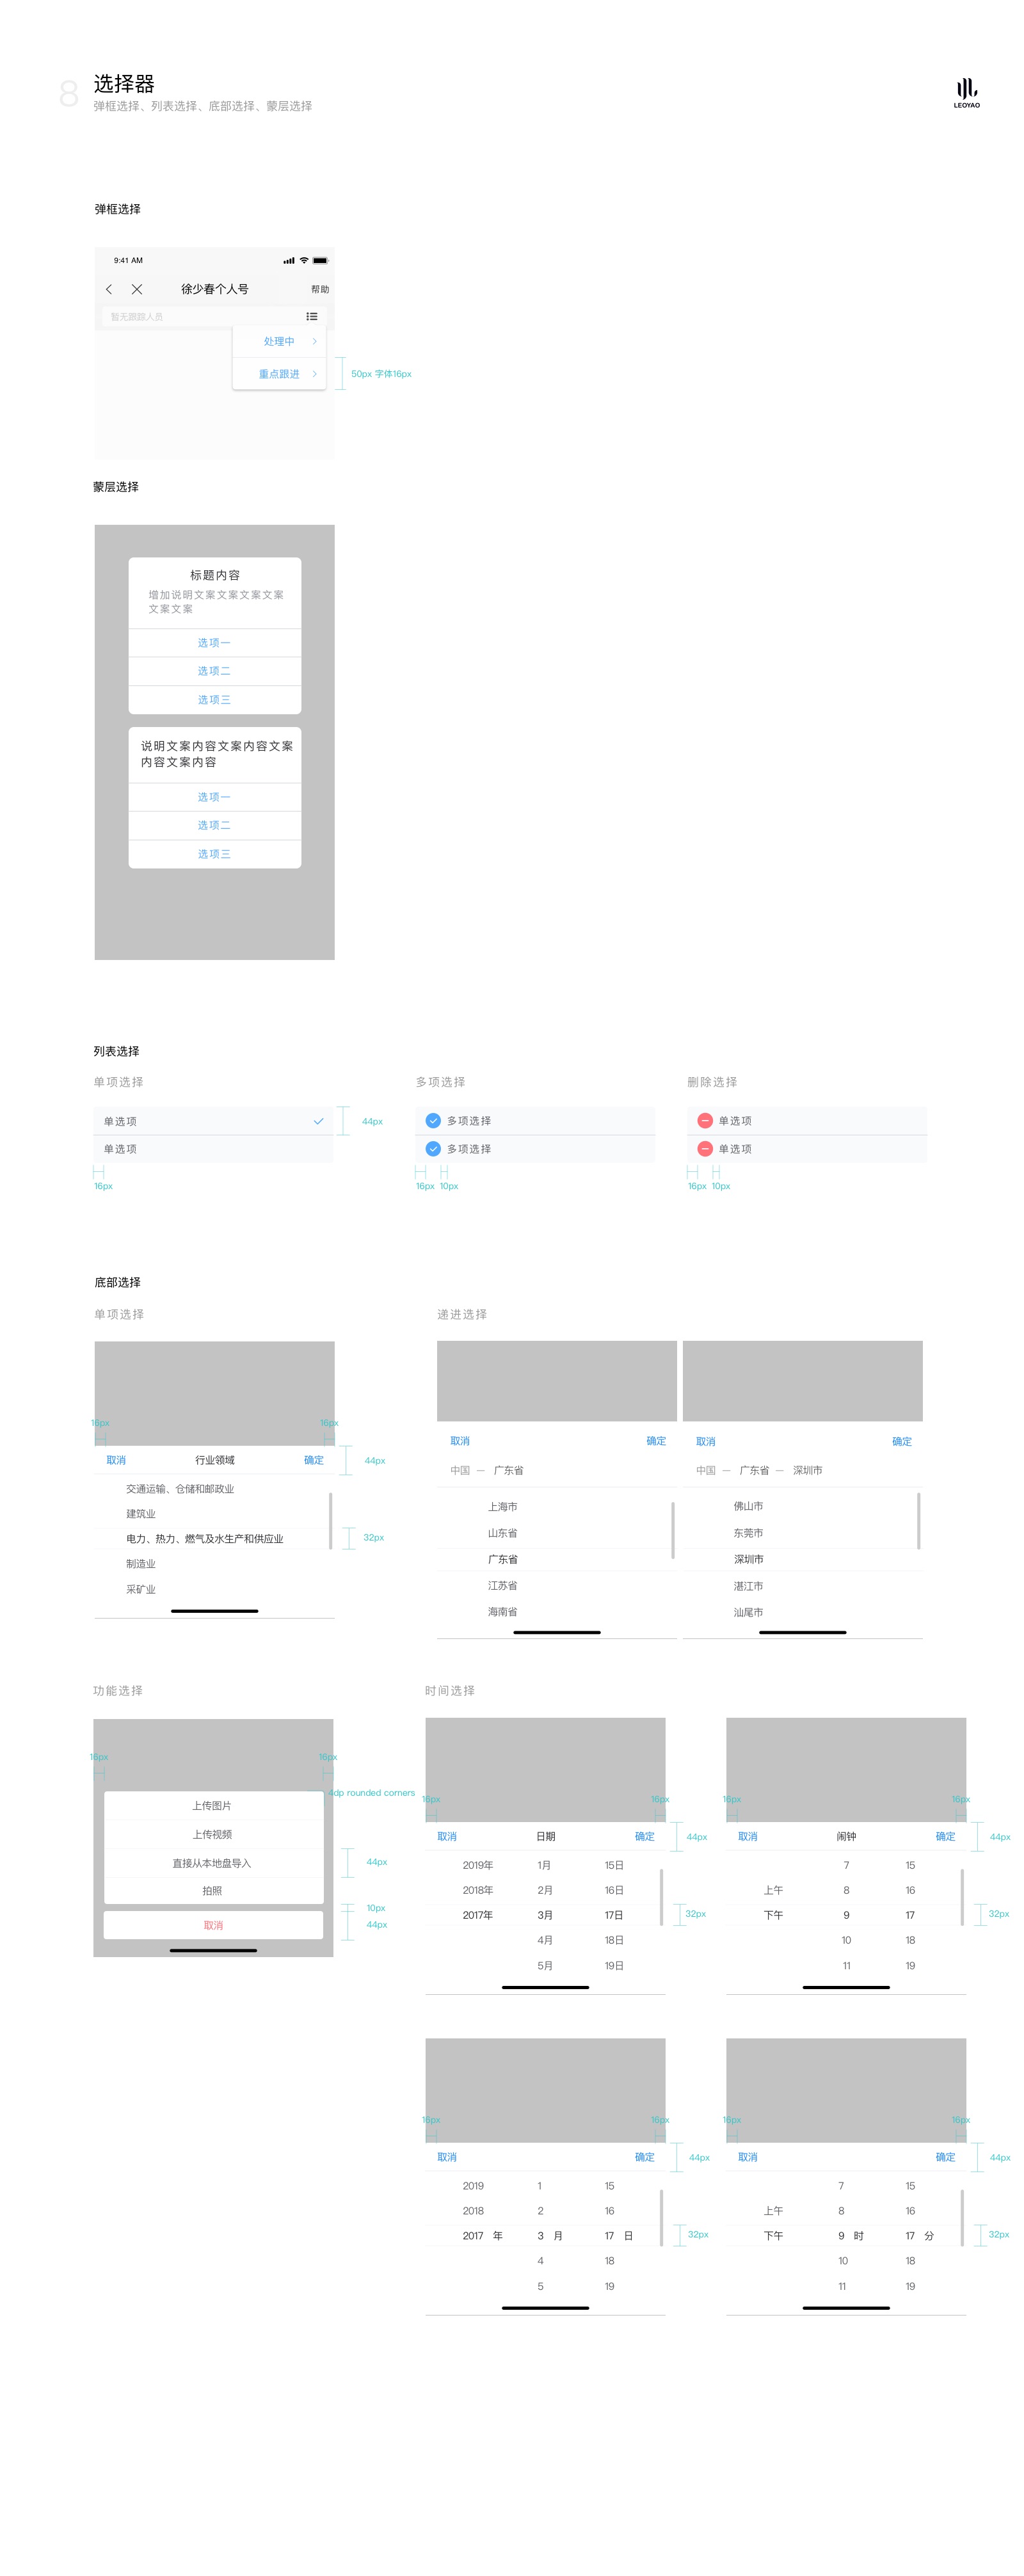 8
选择器
弹框选择、列表选择、底部选择、蒙层选择
LEOYAO
弹框选择
9:41 AM
徐少春个人号
帮助
暂无跟踪人员
处理中
重点跟进
50px 字体16px
蒙层选择
标题内容
增加说明文案文案文案文案
文案文案
选项一
选项二
选项三
说明文案内容文案内容文案
内容文案内容
选项一
选项二
选项三
列表选择
单项选择
单选项
单选项
44px
16px
多项选择
多项选择
多项选择
16px 10px
删除选择
单选项
单选项
16px 10px
底部选择
单项选择
16px 16px
取消 行业领域 确定
44px
交通运输、仓储和邮政业
建筑业
电力、热力、燃气及水生产和供应业
32px
制造业
采矿业
递进选择
取消 确定
中国 — 广东省
上海市
山东省
广东省
江苏省
海南省
取消 确定
中国 — 广东省 — 深圳市
佛山市
东莞市
深圳市
湛江市
汕尾市
功能选择
16px 16px
4dp rounded corners
上传图片
上传视频
直接从本地盘导入
44px
拍照
10px
取消
44px
时间选择
16px 16px
取消 日期 确定
44px
2019年 1月 15日
2018年 2月 16日
2017年 3月 17日
32px
4月 18日
5月 19日
16px 16px
取消 闹钟 确定
44px
7 15
上午 8 16
下午 9 17
32px
10 18
11 19
16px 16px
取消 确定
44px
2019 1 15
2018 2 16
2017 年 3 月 17 日
32px
4 18
5 19
16px 16px
取消 确定
44px
7 15
上午 8 16
下午 9 时 17 分
32px
10 18
11 19